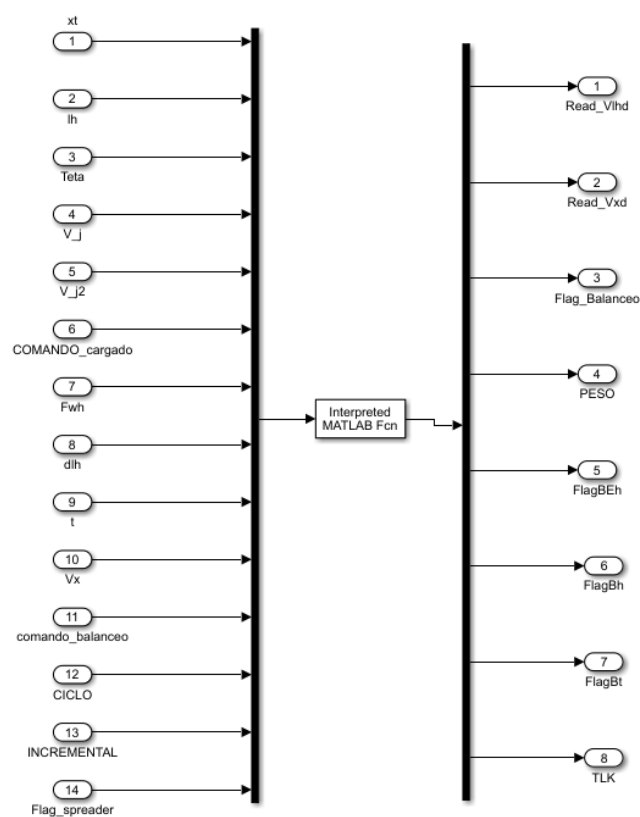 xt
1
2
lh
3
Teta
4
V_j
5
V_j2
6
COMANDO_cargado
7
Fwh
8
dlh
9
t
10
Vx
11
comando_balanceo
12
CICLO
13
INCREMENTAL
14
Flag_spreader
Interpreted
MATLAB Fcn
1
Read_Vlhd
2
Read_Vxd
3
Flag_Balanceo
4
PESO
5
FlagBEh
6
FlagBh
7
FlagBt
8
TLK